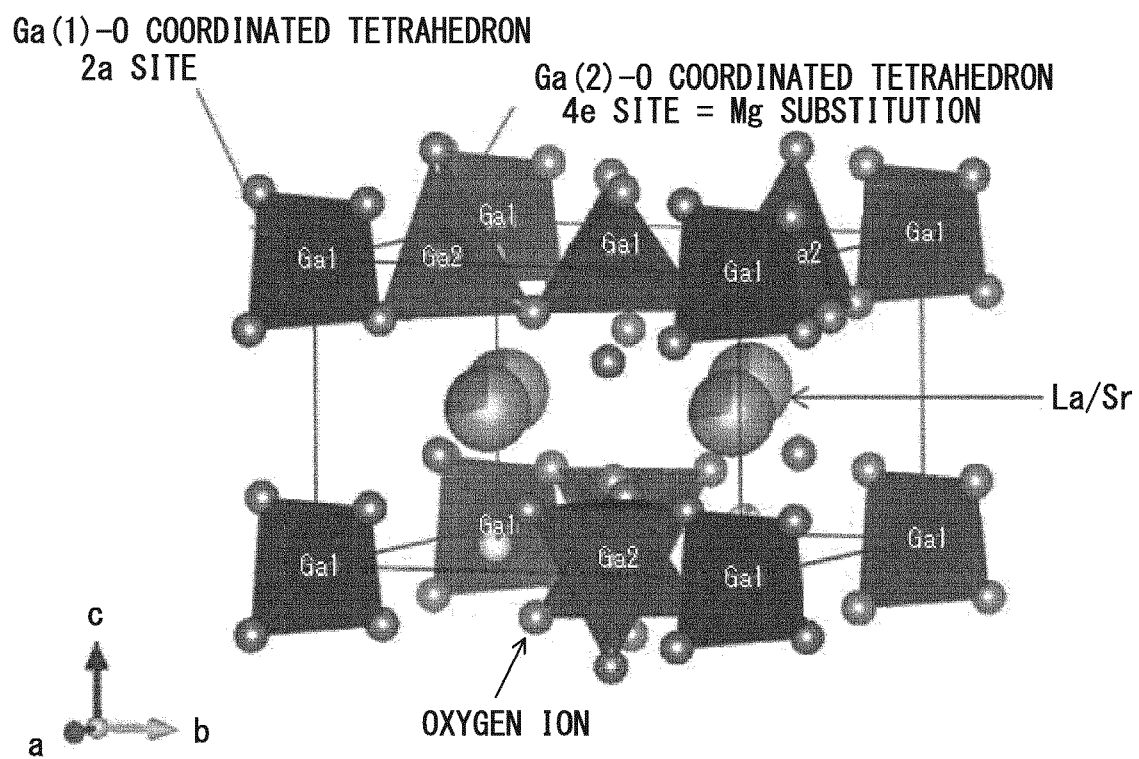 Ga(1)-O COORDINATED TETRAHEDRON
2a SITE
Ga(2)-O COORDINATED TETRAHEDRON
4e SITE = Mg SUBSTITUTION
Ga1
Ga1
Ga2
Ga1
Ga1
a2
Ga1
La/Sr
Ga1
Ga1
Ga2
Ga1
Ga1
c
a
b
OXYGEN ION